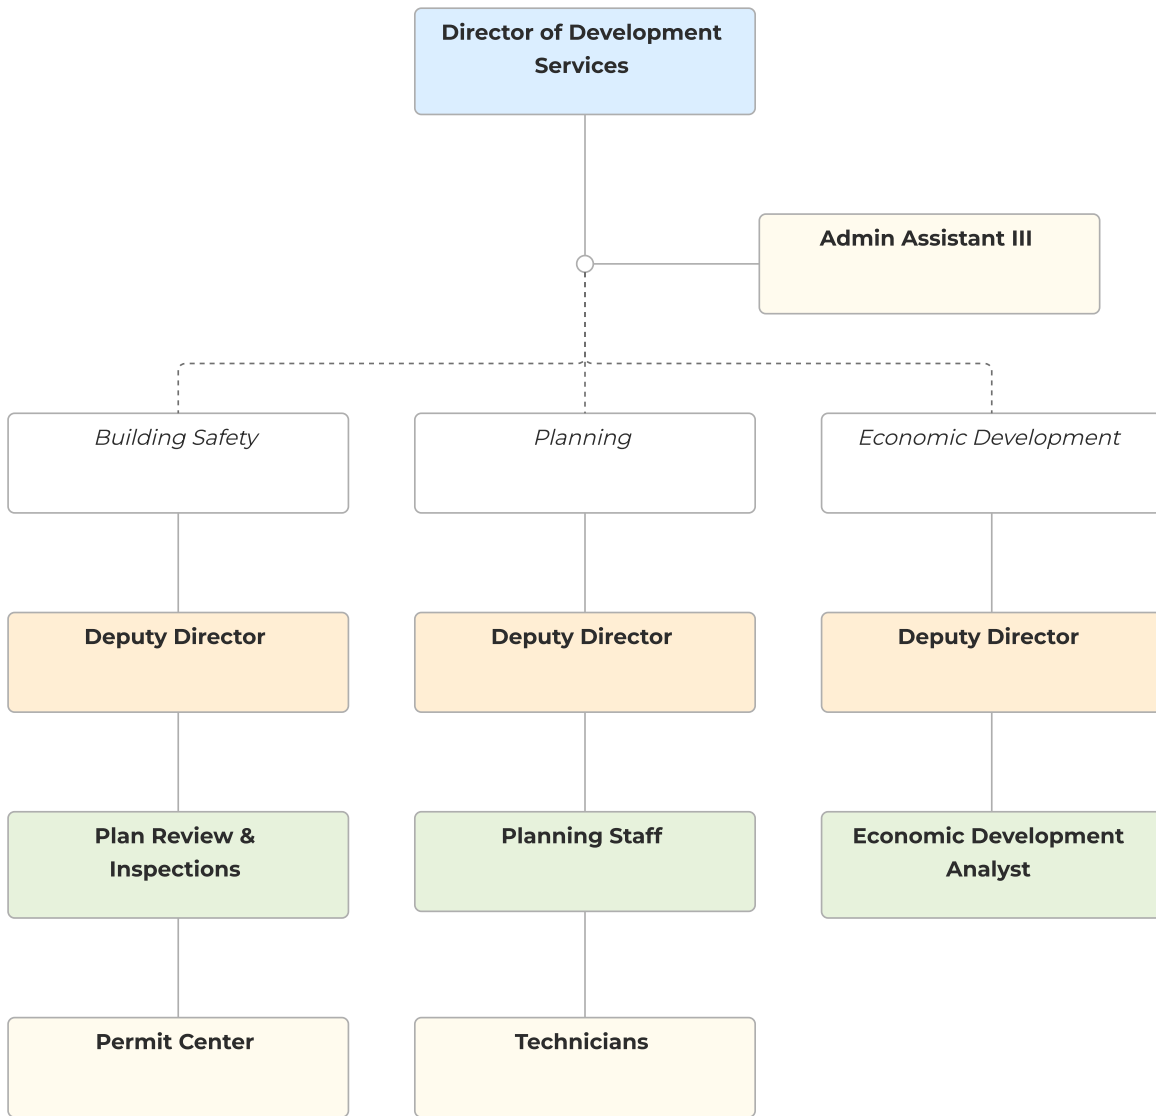 Director of Development
Services
Admin Assistant III
Building Safety
Planning
Economic Development
Deputy Director
Deputy Director
Deputy Director
Plan Review &
Inspections
Planning Staff
Economic Development
Analyst
Permit Center
Technicians